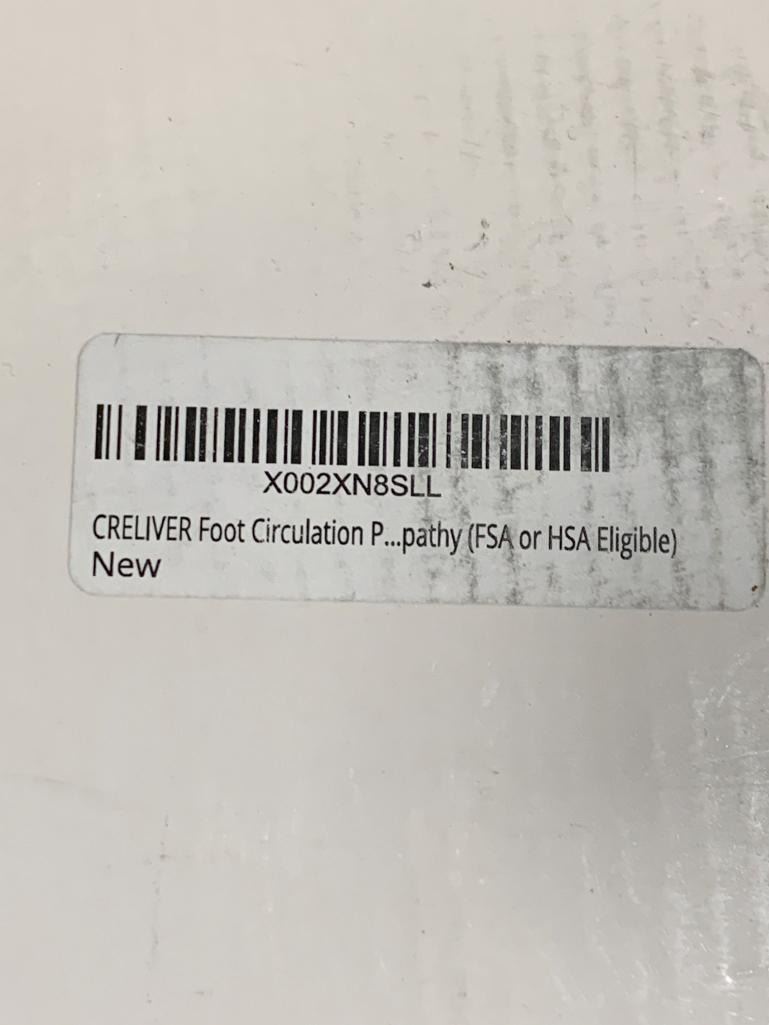 X002XN8SLL
CRELIVER Foot Circulation P...pathy (FSA or HSA Eligible)
New